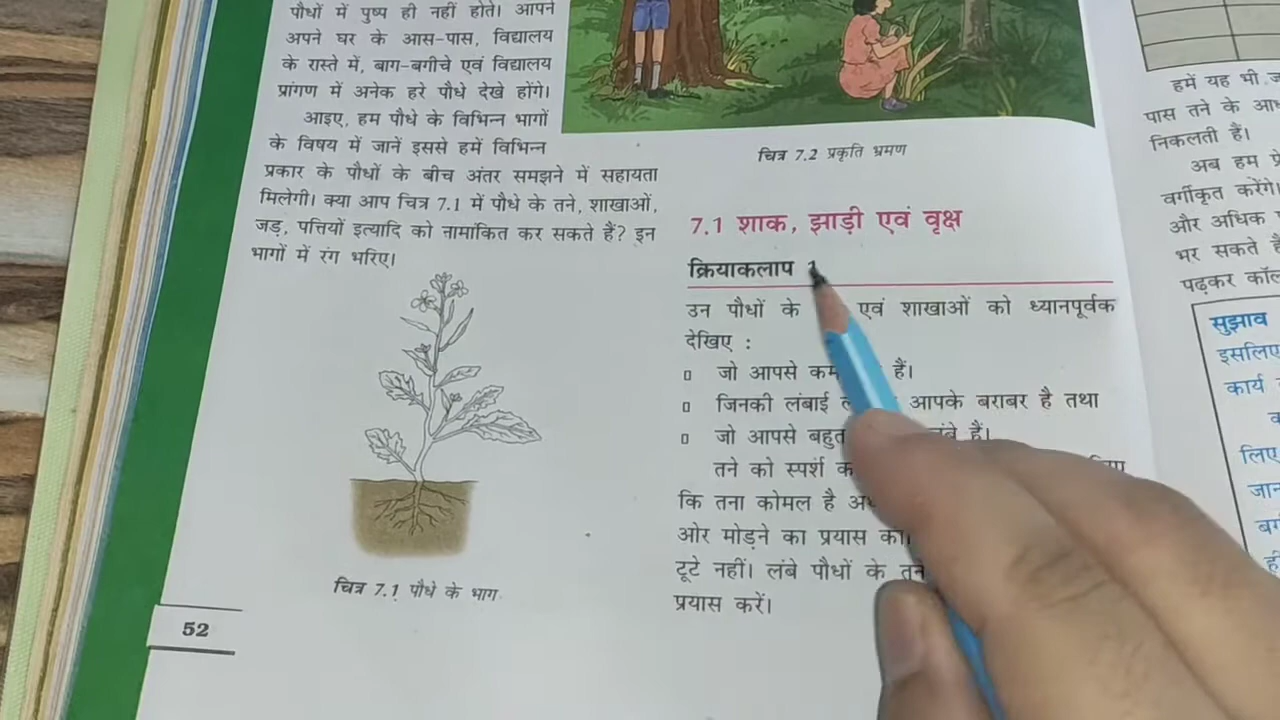 पौधों में पुष्प ही नहीं होते। आपने
अपने घर के आस-पास, विद्यालय
के रास्ते में, बाग-बगीचे एवं विद्यालय
प्रांगण में अनेक हरे पौधे देखे होंगे।
आइए, हम पौधे के विभिन्न भागों
के विषय में जानें इससे हमें विभिन्न
प्रकार के पौधों के बीच अंतर समझने में सहायता
मिलेगी। क्या आप चित्र 7.1 में पौधे के तने, शाखाओं,
जड़, पत्तियों इत्यादि को नामांकित कर सकते हैं? इन
भागों में रंग भरिए।
चित्र 7.1 पौधे के भाग
52
चित्र 7.2 प्रकृति भ्रमण
7.1 शाक, झाड़ी एवं वृक्ष
क्रियाकलाप 1
उन पौधों के एवं शाखाओं को ध्यानपूर्वक
देखिए :
जो आपसे कम हैं।
जिनकी लंबाई आपके बराबर है तथा
जो आपसे बहुत लंबे हैं।
तने को स्पर्श
कि तना कोमल है
ओर मोड़ने का प्रयास
टूटे नहीं। लंबे पौधों के तने
प्रयास करें।
हमें यह भी
पास तने के
निकलती हैं।
अब हम
वर्गीकृत करेंगे।
और अधिक
भर सकते हैं
पढ़कर
सुझाव
इसलिए
कार्य
लिए